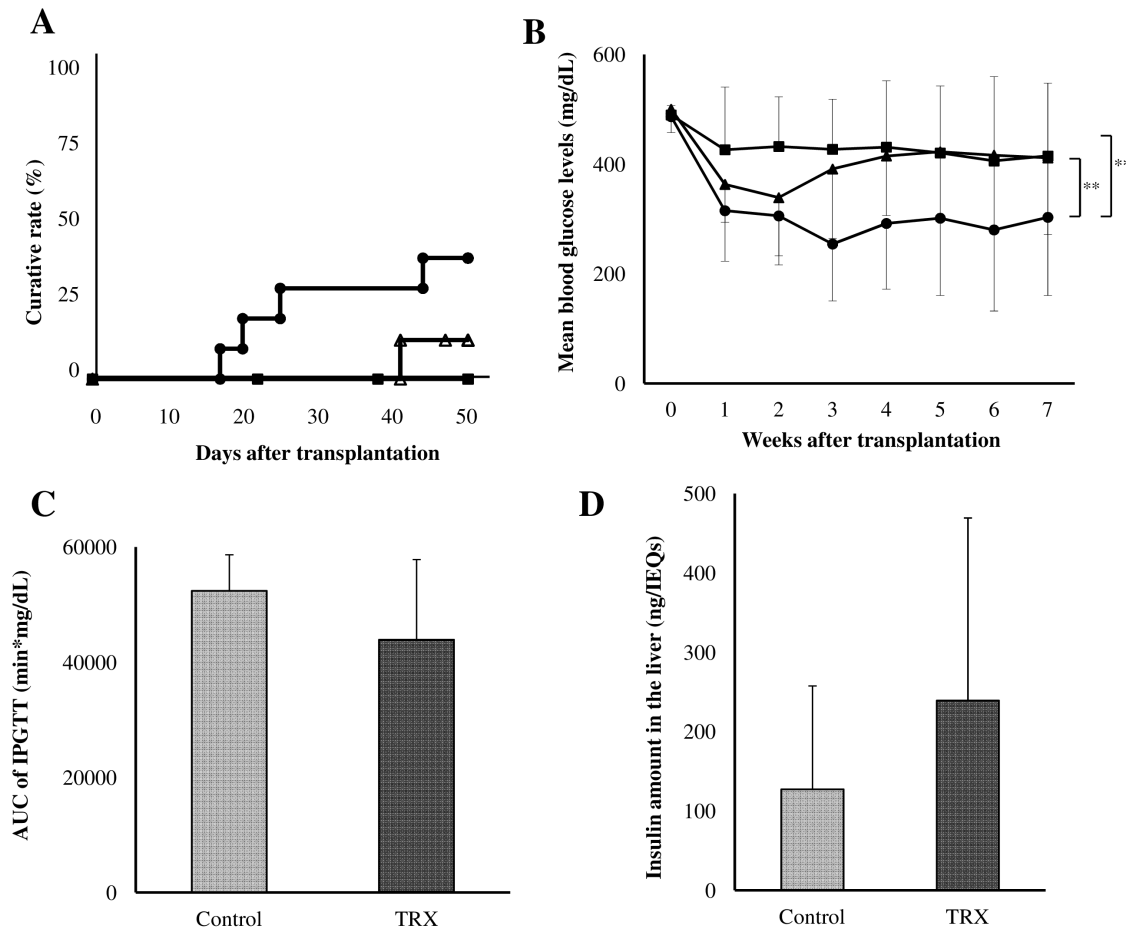 A
Curative rate (%)
100
75
50
25
0
0 10 20 30 40 50
Days after transplantation
B
Mean blood glucose levels (mg/dL)
600
400
200
0
**
**
0 1 2 3 4 5 6 7
Weeks after transplantation
C
AUC of IPGTT (min*mg/dL)
60000
40000
20000
0
Control TRX
D
Insulin amount in the liver (ng/IEQs)
500
400
300
200
100
0
Control TRX